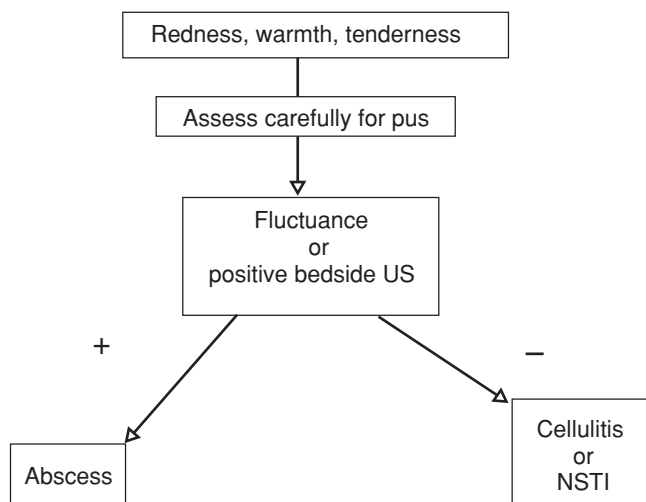 Redness, warmth, tenderness
Assess carefully for pus
Fluctuance
or
positive bedside US
+
–
Abscess
Cellulitis
or
NSTI